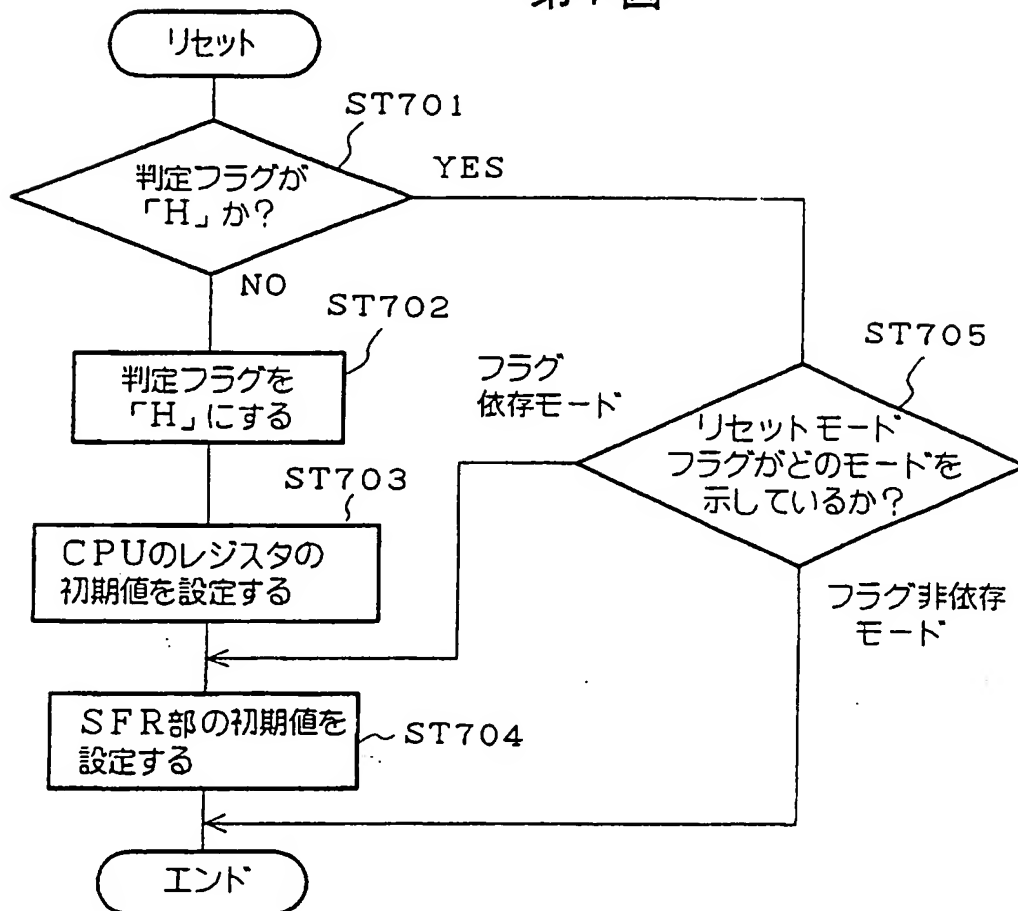 リセット
ST701
判定フラグが
「H」か?
YES
NO
ST702
判定フラグを
「H」にする
ST703
CPUのレジスタの
初期値を設定する
フラグ
依存モード
ST705
リセットモード
フラグがどのモードを
示しているか?
フラグ非依存
モード
SFR部の初期値を
設定する
ST704
エンド